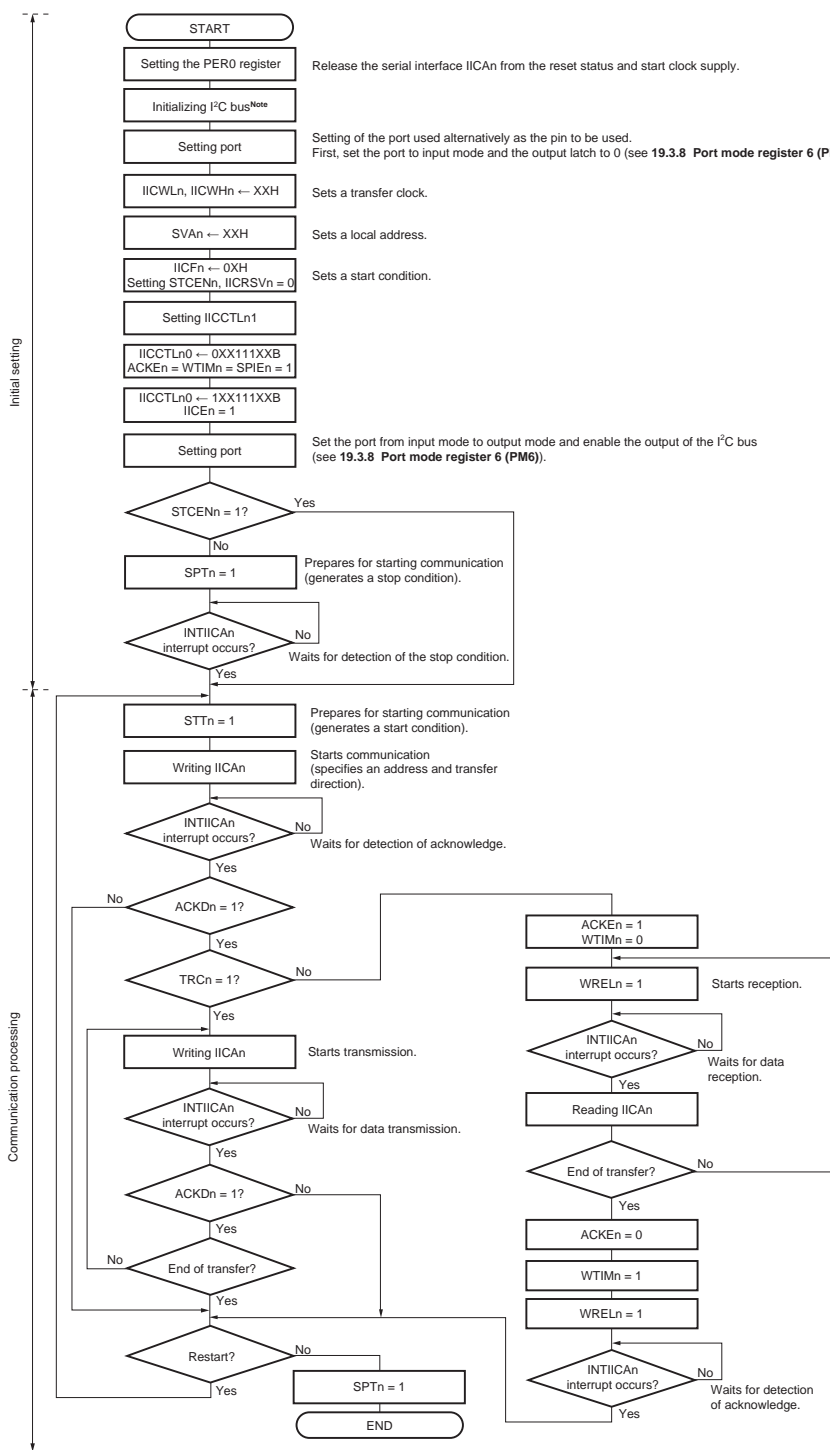 START
Setting the PER0 register
Release the serial interface IICAn from the reset status and start clock supply.
Initializing I²C busNote
Setting port
Setting of the port used alternatively as the pin to be used.
First, set the port to input mode and the output latch to 0 (see 19.3.8 Port mode register 6 (P
IICWLn, IICWHn ← XXH
Sets a transfer clock.
SVAn ← XXH
Sets a local address.
IICFn ← 0XH
Setting STCENn, IICRSVn = 0
Sets a start condition.
Setting IICCTLn1
IICCTLn0 ← 0XX111XXB
ACKEn = WTIMn = SPIEn = 1
IICCTLn0 ← 1XX111XXB
IICEn = 1
Setting port
Set the port from input mode to output mode and enable the output of the I²C bus
(see 19.3.8 Port mode register 6 (PM6)).
Initial setting
STCENn = 1?
Yes
No
SPTn = 1
Prepares for starting communication
(generates a stop condition).
INTIICAn
interrupt occurs?
No
Waits for detection of the stop condition.
Yes
STTn = 1
Prepares for starting communication
(generates a start condition).
Writing IICAn
Starts communication
(specifies an address and transfer
direction).
INTIICAn
interrupt occurs?
No
Waits for detection of acknowledge.
Yes
No
ACKDn = 1?
Yes
TRCn = 1?
No
Yes
Communication processing
Writing IICAn
Starts transmission.
INTIICAn
interrupt occurs?
No
Waits for data transmission.
Yes
ACKDn = 1?
No
Yes
No
End of transfer?
Yes
Restart?
No
Yes
SPTn = 1
END
ACKEn = 1
WTIMn = 0
WRELn = 1
Starts reception.
INTIICAn
interrupt occurs?
No
Waits for data
reception.
Yes
Reading IICAn
End of transfer?
No
Yes
ACKEn = 0
WTIMn = 1
WRELn = 1
INTIICAn
interrupt occurs?
No
Waits for detection
of acknowledge.
Yes